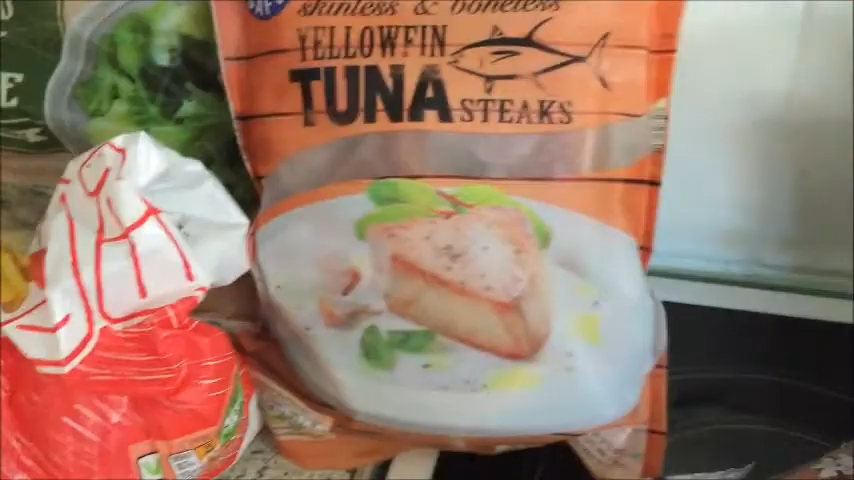 skinless & boneless
YELLOWFIN
TUNA
STEAKS
E